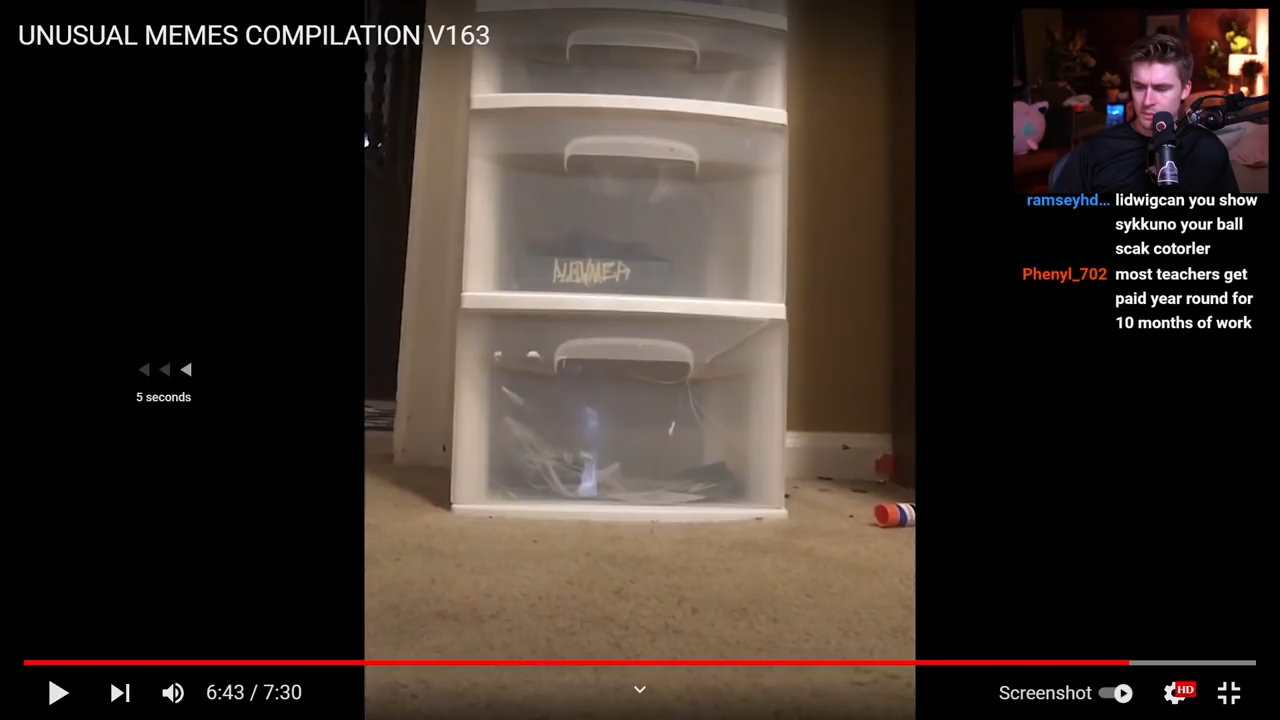 UNUSUAL MEMES COMPILATION V163
ramseyhd… lidwigcan you show
sykkuno your ball
scak cotorler
Phenyl_702 most teachers get
paid year round for
10 months of work
5 seconds
6:43 / 7:30
Screenshot
HD